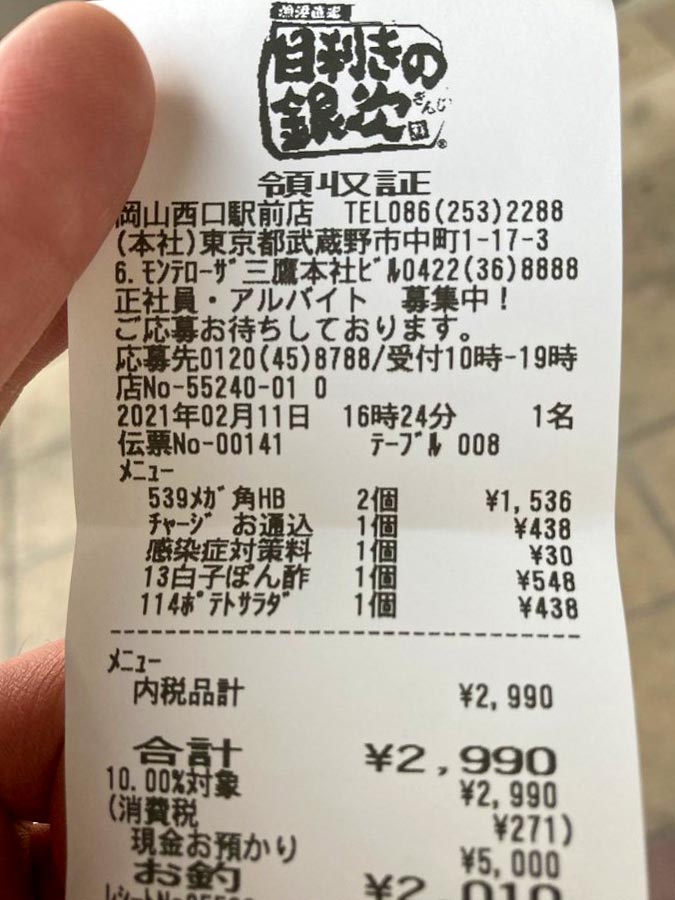 漁港直送
目利きの
銀次 ぎんじ
領収証
岡山西口駅前店 TEL086(253)2288
(本社)東京都武蔵野市中町1-17-3
6.ﾓﾝﾃﾛｰｻﾞ三鷹本社ﾋﾞﾙ0422(36)8888
正社員・アルバイト 募集中!
ご応募お待ちしております。
応募先0120(45)8788/受付10時-19時
店No-55240-01 0
2021年02月11日 16時24分 1名
伝票No-00141 ﾃｰﾌﾞﾙ 008
ﾒﾆｭｰ
539ﾒｶﾞ角HB 2個 ¥1,536
ﾁｬｰｼﾞ お通込 1個 ¥438
感染症対策料 1個 ¥30
13白子ぽん酢 1個 ¥548
114ﾎﾟﾃﾄｻﾗﾀﾞ 1個 ¥438
ﾒﾆｭｰ
内税品計 ¥2,990
合計 ¥2,990
10.00%対象 ¥2,990
(消費税 ¥271)
現金お預かり ¥5,000
お釣 ¥2,010